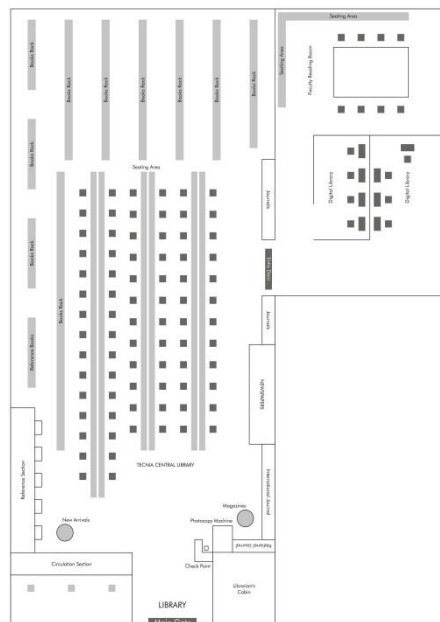 Seating Area
Books Rack
Books Rack
Books Rack
Books Rack
Books Rack
Books Rack
Books Rack
Seating Area
Faculty Reading Room
Books Rack
Seating Area
Journals
Digital Library
Digital Library
Books Rack
Books Rack
Entry Door
Reference Books
Journals
NEWSPAPERS
TECNIA CENTRAL LIBRARY
Reference Section
International Journal
New Arrivals
Magazines
Photocopy Machine
National Journal
Circulation Section
Check Point
Librarian's
Cabin
LIBRARY
Main Gate